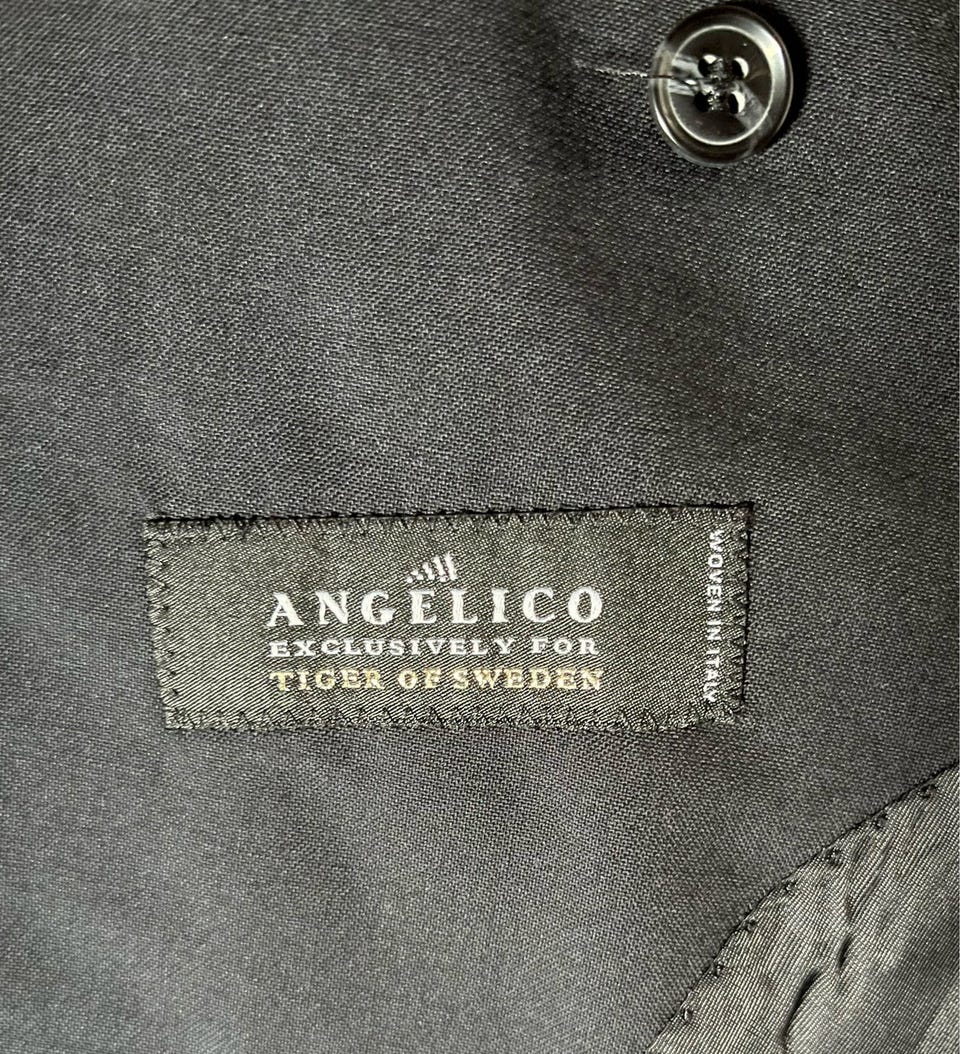 ANGELICO
EXCLUSIVELY FOR
TIGER OF SWEDEN
WOVEN IN ITALY